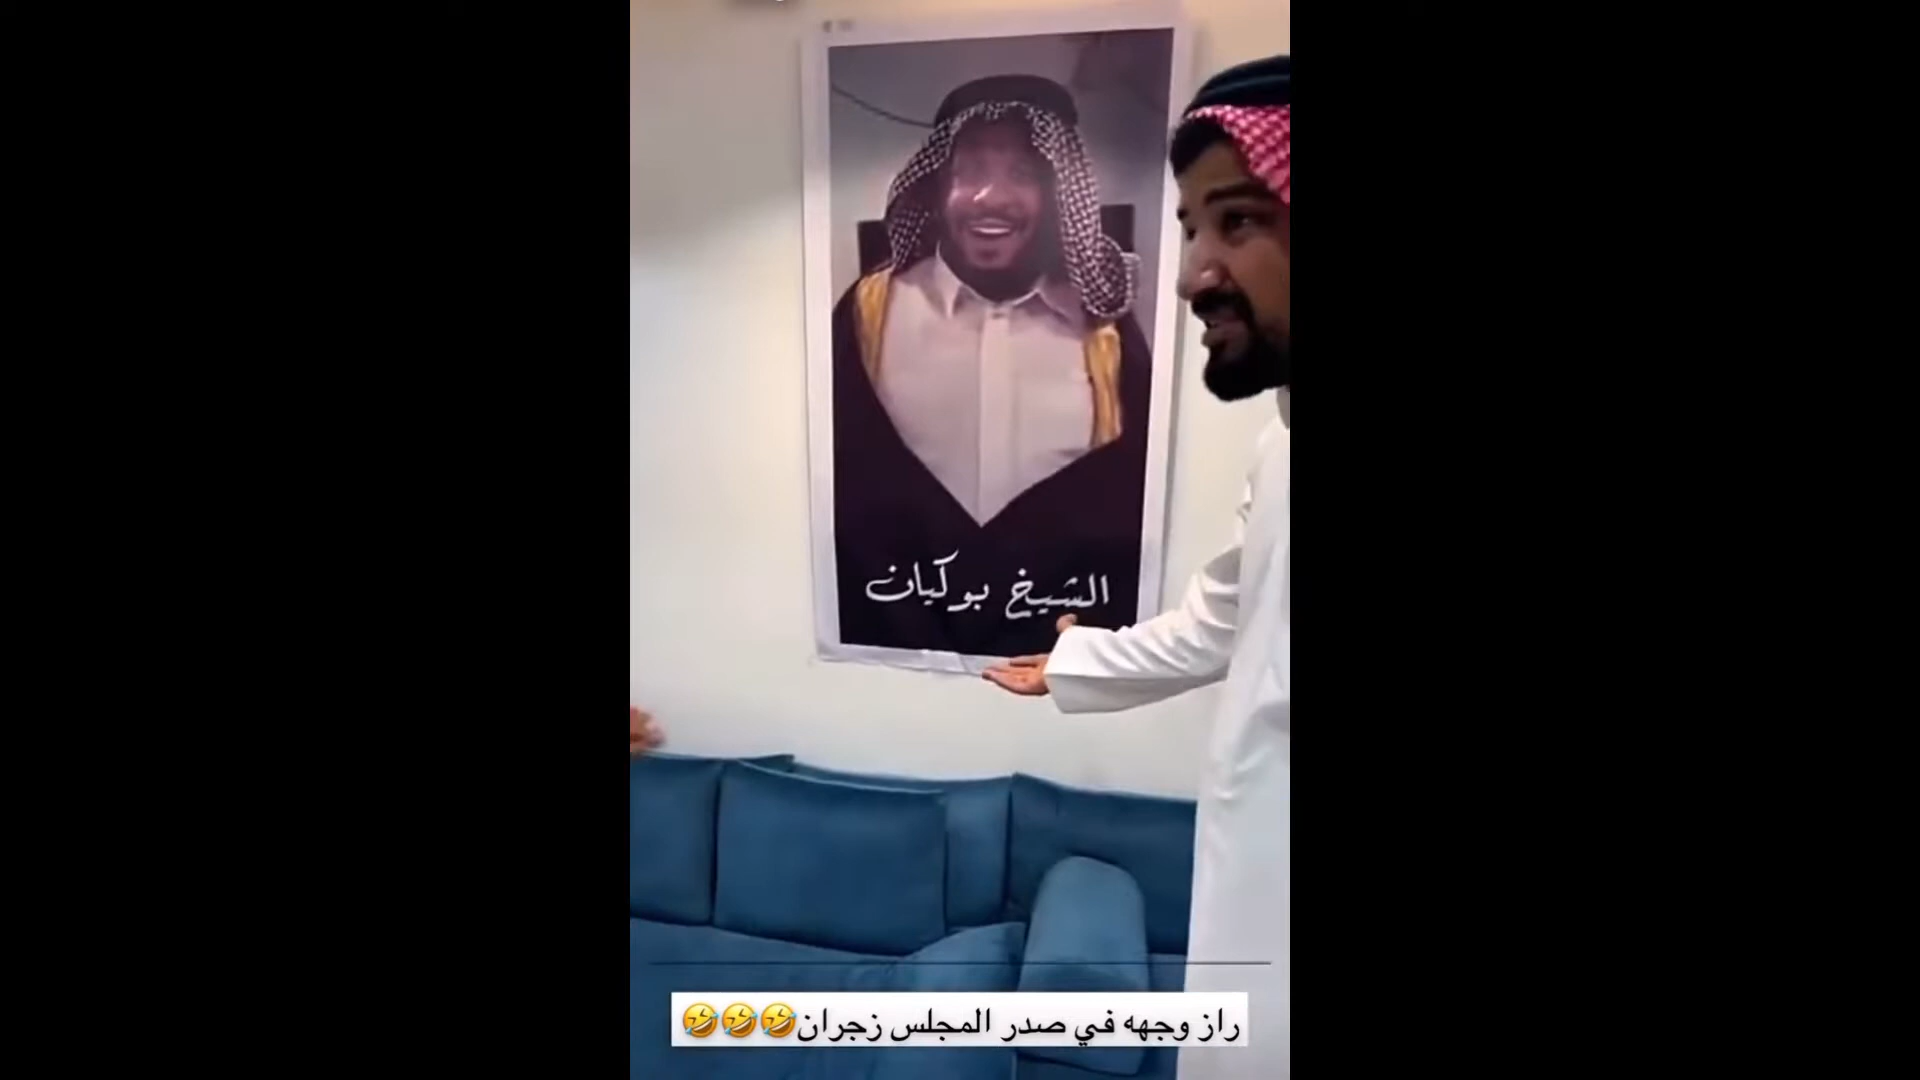 الشيخ بوكيان
راز وجهه في صدر المجلس زجران🤣🤣🤣